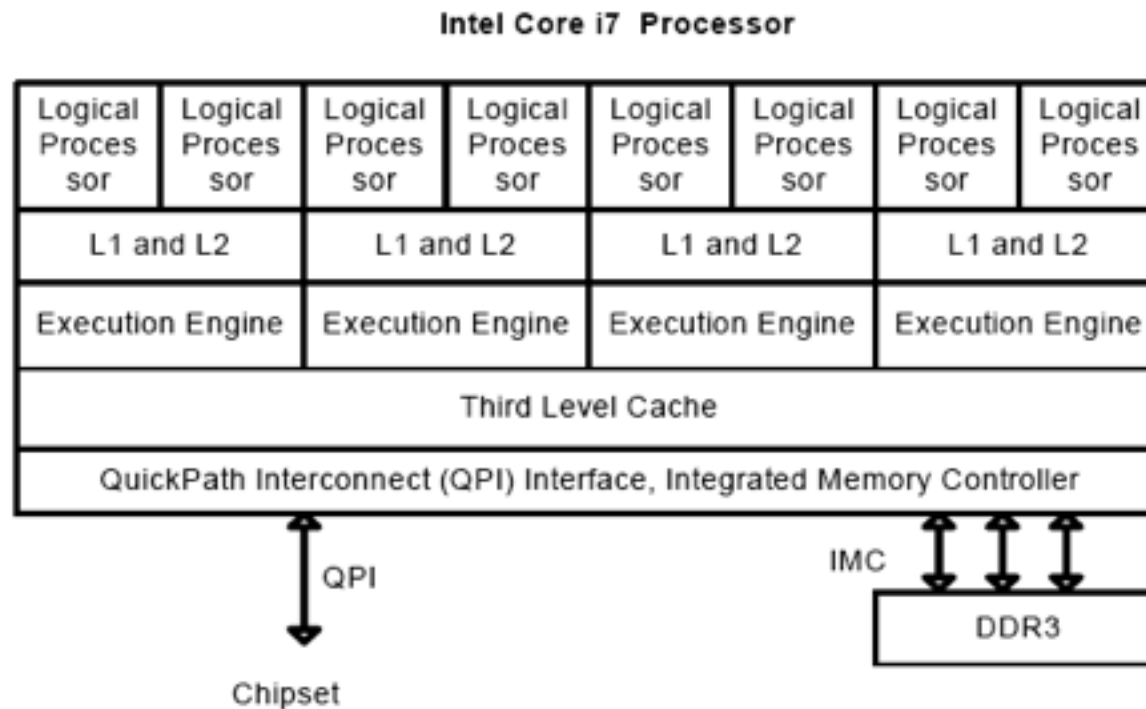 Intel Core i7 Processor
Logical Logical Logical Logical Logical Logical Logical Logical
Proces Proces Proces Proces Proces Proces Proces Proces
sor sor sor sor sor sor sor sor
L1 and L2 L1 and L2 L1 and L2 L1 and L2
Execution Engine Execution Engine Execution Engine Execution Engine
Third Level Cache
QuickPath Interconnect (QPI) Interface, Integrated Memory Controller
IMC
QPI
DDR3
Chipset